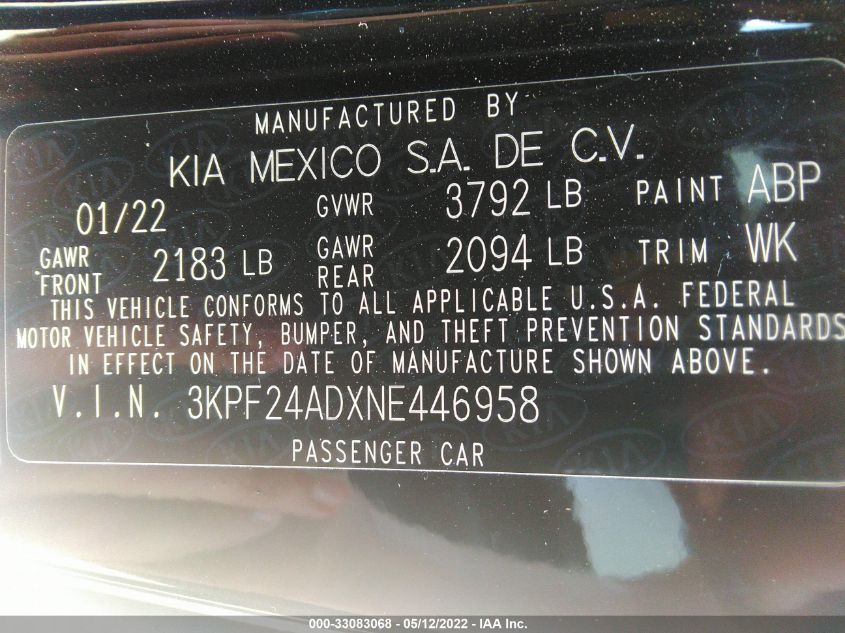 MANUFACTURED BY
KIA MEXICO S.A. DE C.V.
01/22 GVWR 3792 LB PAINT ABP
GAWR FRONT 2183 LB GAWR REAR 2094 LB TRIM WK
THIS VEHICLE CONFORMS TO ALL APPLICABLE U.S.A. FEDERAL
MOTOR VEHICLE SAFETY, BUMPER, AND THEFT PREVENTION STANDARDS
IN EFFECT ON THE DATE OF MANUFACTURE SHOWN ABOVE.
V.I.N. 3KPF24ADXNE446958
PASSENGER CAR
000-33083068 - 05/12/2022 - IAA Inc.